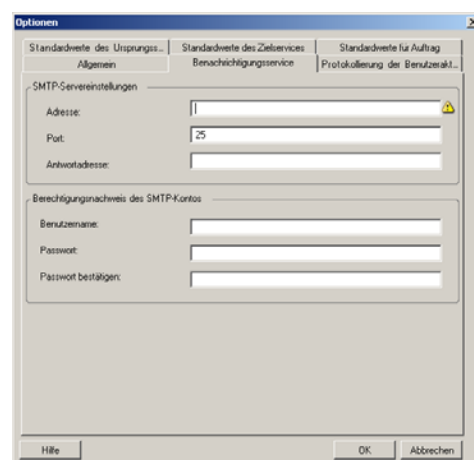 Optionen
Standardwerte des Ursprungss...
Standardwerte des Zielservices
Standardwerte für Auftrag
Allgemein
Benachrichtigungsservice
Protokollierung der Benutzerakt...
SMTP-Servereinstellungen
Adresse:
Port:
25
Antwortadresse:
Berechtigungsnachweis des SMTP-Kontos
Benutzername:
Passwort:
Passwort bestätigen:
Hilfe
OK
Abbrechen